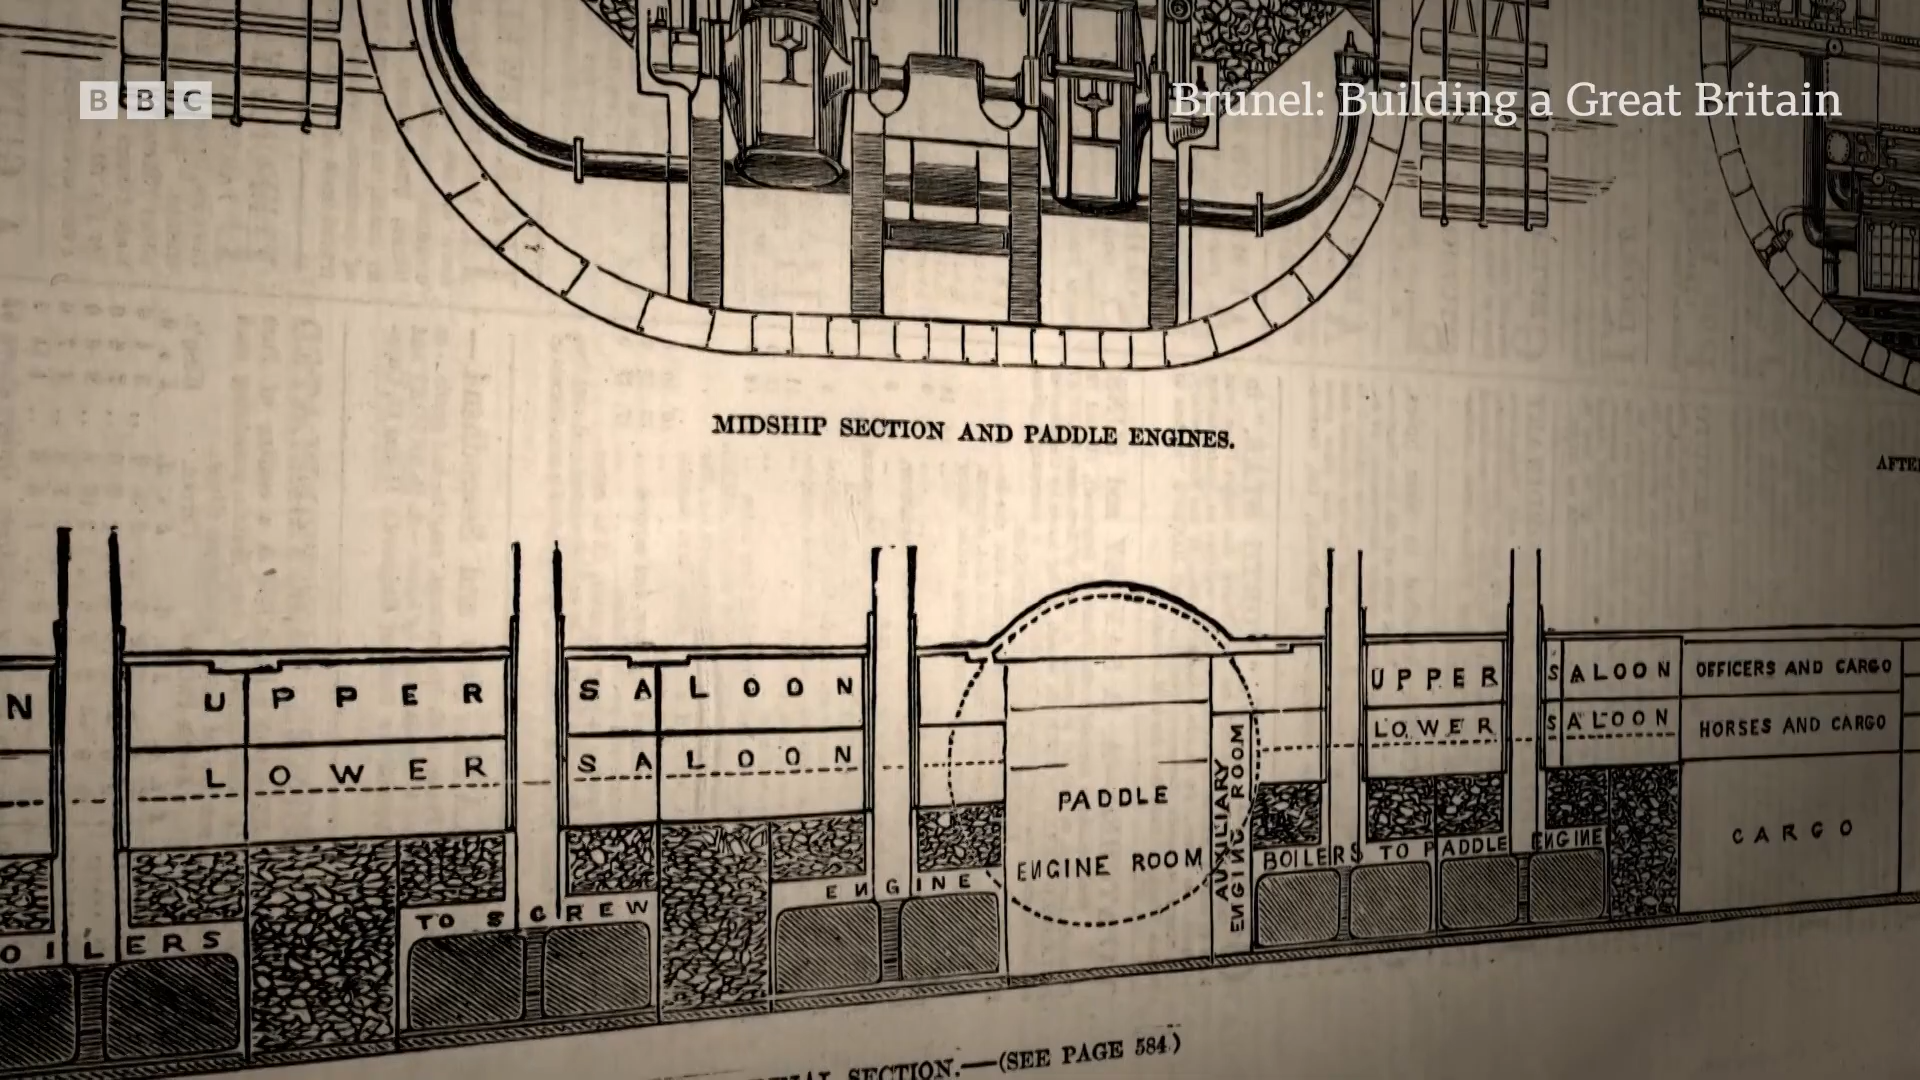 BBC
Brunel: Building a Great Britain
MIDSHIP SECTION AND PADDLE ENGINES.
UPPER SALOON
UPPER SALOON
OFFICERS AND CARGO
LOWER SALOON
LOWER SALOON
HORSES AND CARGO
PADDLE
ENGINE ROOM
AUXILIARY
ENGINE ROOM
CARGO
BOILERS TO PADDLE ENGINE
TO SCREW
ENGINE
SECTION.—(SEE PAGE 584.)